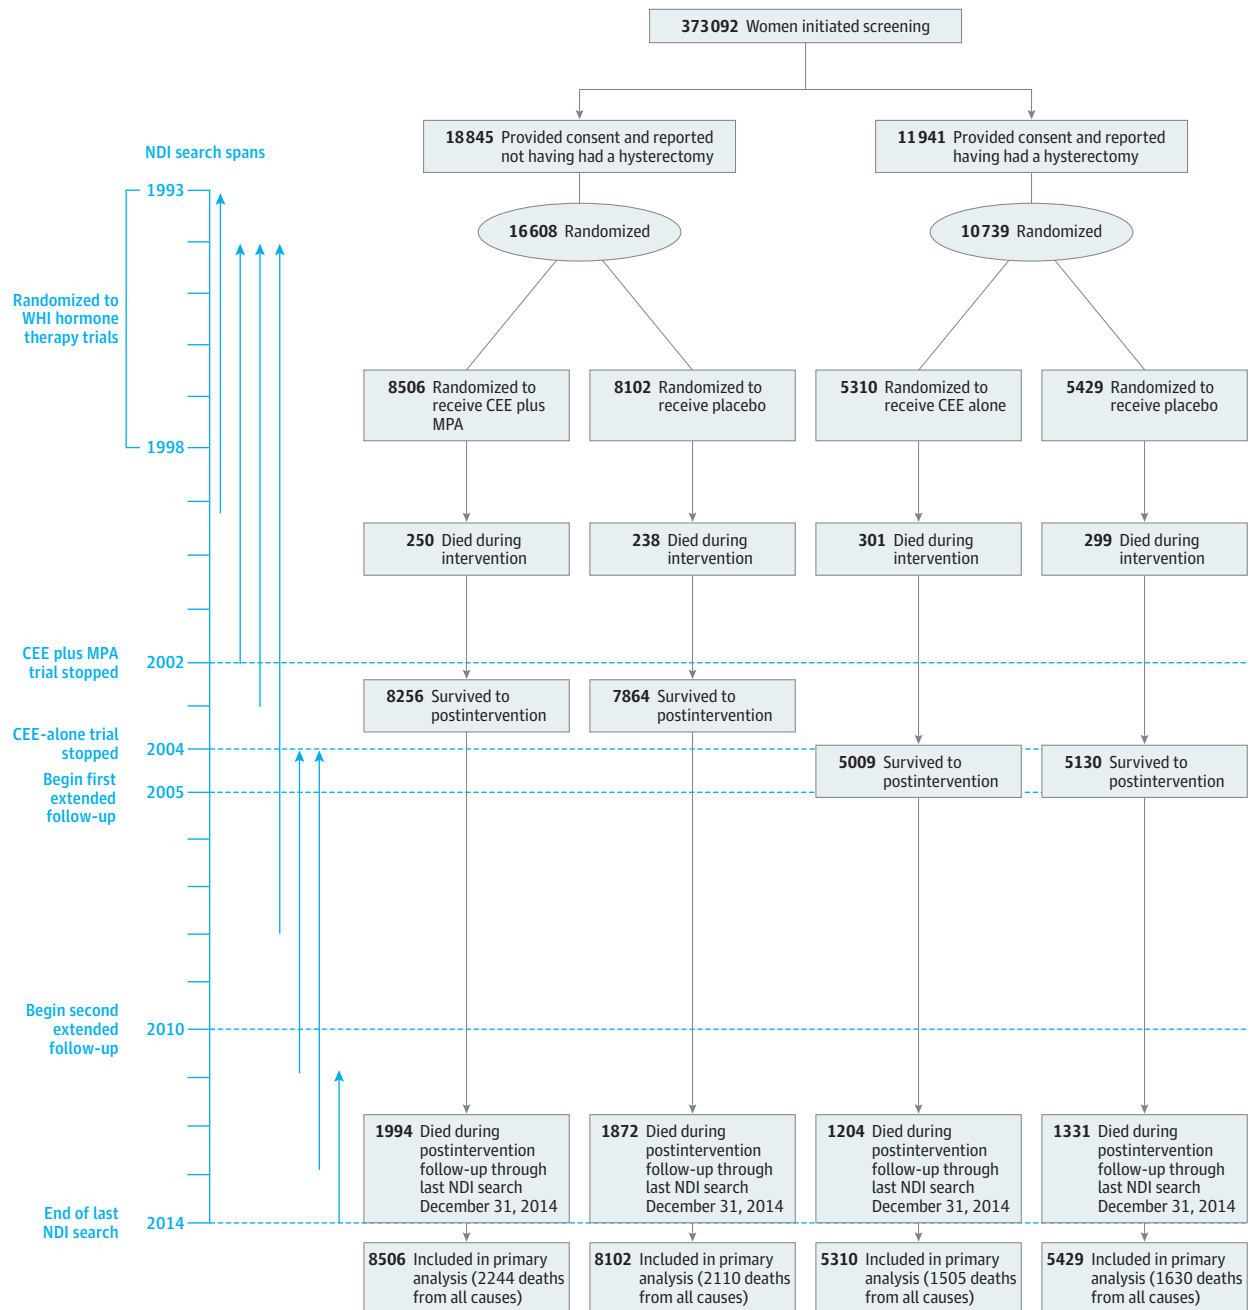 373 092 Women initiated screening
18 845 Provided consent and reported
not having had a hysterectomy
11 941 Provided consent and reported
having had a hysterectomy
NDI search spans
1993
16 608 Randomized
10 739 Randomized
Randomized to
WHI hormone
therapy trials
8506 Randomized to
receive CEE plus
MPA
8102 Randomized to
receive placebo
5310 Randomized to
receive CEE alone
5429 Randomized to
receive placebo
1998
250 Died during
intervention
238 Died during
intervention
301 Died during
intervention
299 Died during
intervention
CEE plus MPA
trial stopped
2002
8256 Survived to
postintervention
7864 Survived to
postintervention
CEE-alone trial
stopped
2004
5009 Survived to
postintervention
5130 Survived to
postintervention
Begin first
extended
follow-up
2005
Begin second
extended
follow-up
2010
1994 Died during
postintervention
follow-up through
last NDI search
December 31, 2014
1872 Died during
postintervention
follow-up through
last NDI search
December 31, 2014
1204 Died during
postintervention
follow-up through
last NDI search
December 31, 2014
1331 Died during
postintervention
follow-up through
last NDI search
December 31, 2014
End of last
NDI search
2014
8506 Included in primary
analysis (2244 deaths
from all causes)
8102 Included in primary
analysis (2110 deaths
from all causes)
5310 Included in primary
analysis (1505 deaths
from all causes)
5429 Included in primary
analysis (1630 deaths
from all causes)